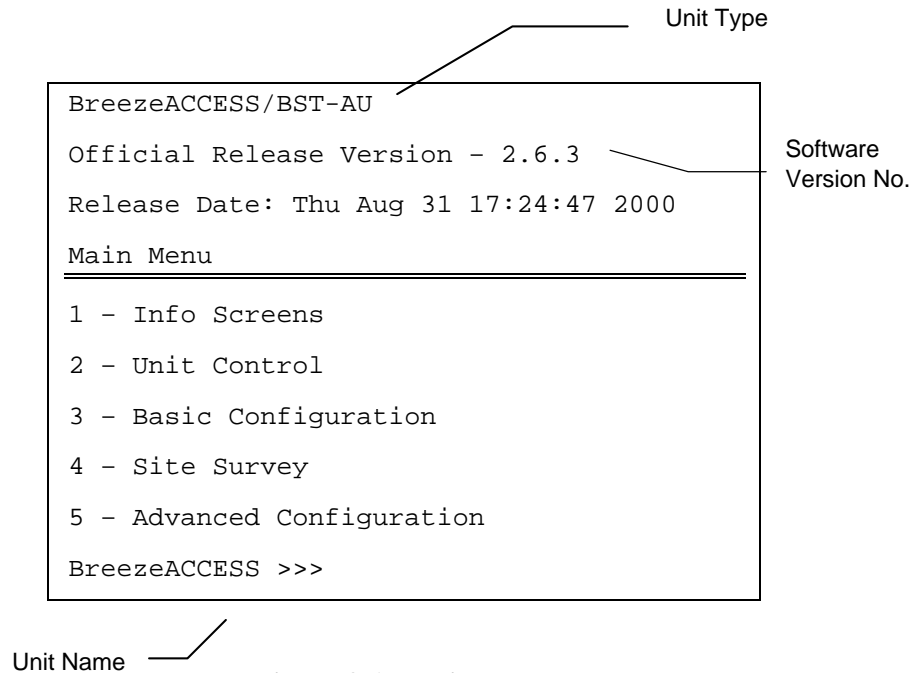 Unit Type
BreezeACCESS/BST-AU
Official Release Version – 2.6.3
Software
Version No.
Release Date: Thu Aug 31 17:24:47 2000
Main Menu
1 – Info Screens
2 – Unit Control
3 – Basic Configuration
4 – Site Survey
5 – Advanced Configuration
BreezeACCESS >>>
Unit Name